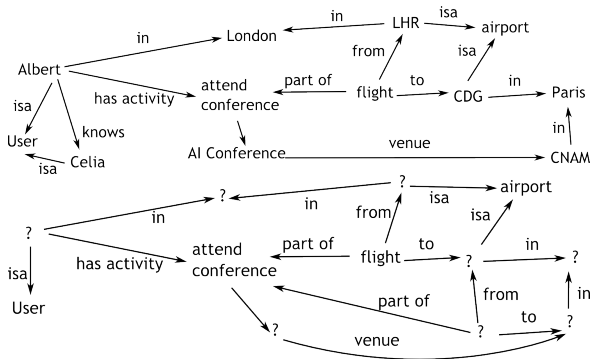 in
LHR
isa
airport
London
from
isa
Albert
in
attend
conference
part of
flight
to
CDG
in
Paris
has activity
isa
knows
User
isa
Celia
AI Conference
venue
in
CNAM
?
in
in
?
isa
airport
from
isa
?
has activity
attend
conference
part of
flight
to
?
in
?
isa
User
part of
from
in
?
venue
?
to
?